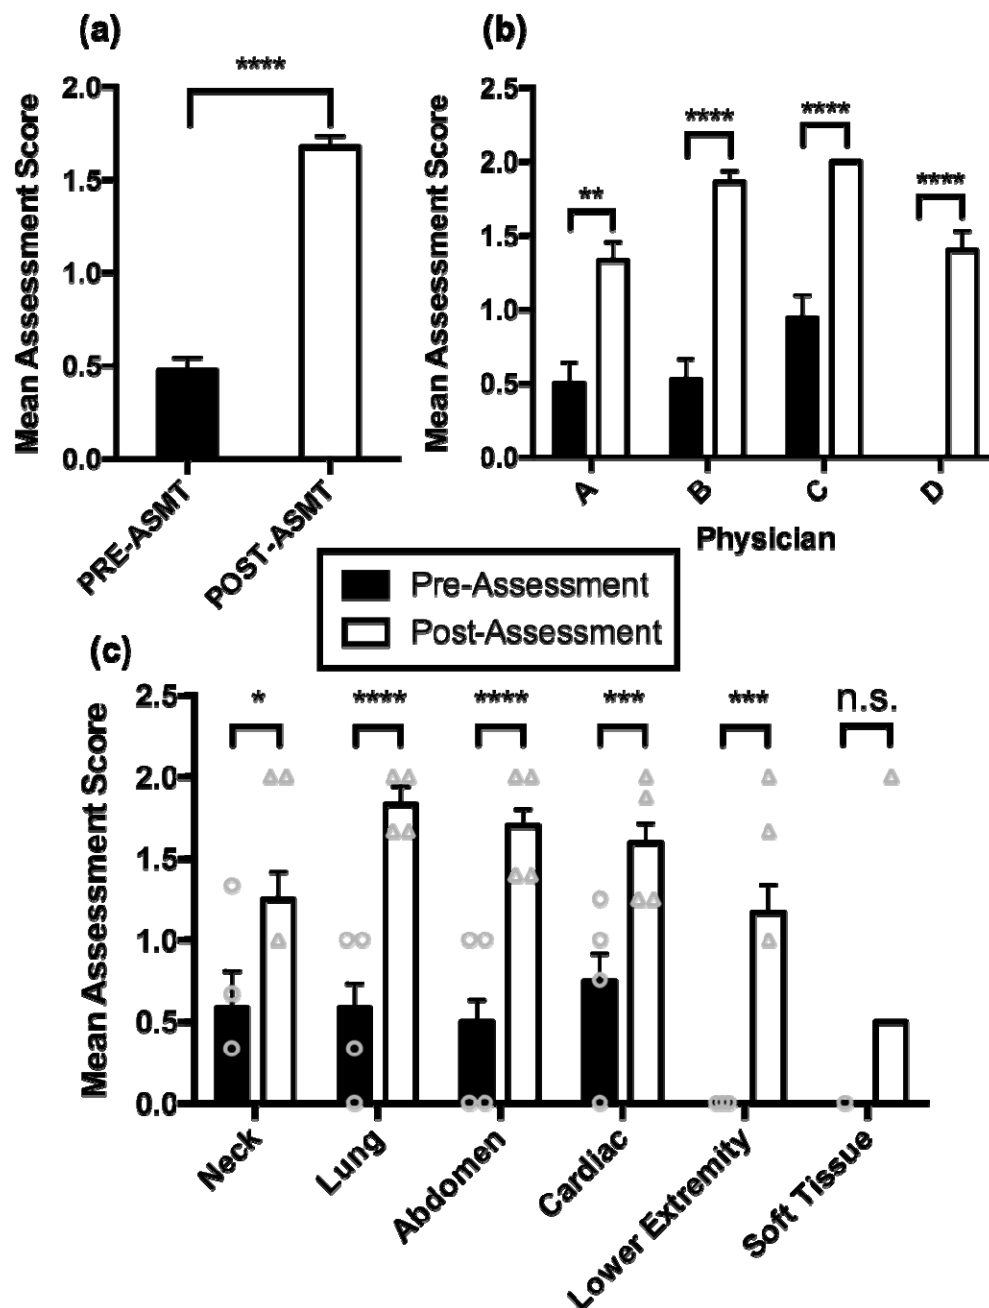 (a)
****
Mean Assessment Score
2.0
1.5
1.0
0.5
0.0
PRE-ASMT
POST-ASMT
(b)
Mean Assessment Score
2.5
2.0
1.5
1.0
0.5
0.0
**
****
****
****
A
B
C
D
Physician
Pre-Assessment
Post-Assessment
(c)
Mean Assessment Score
2.5
2.0
1.5
1.0
0.5
0.0
*
****
****
***
***
n.s.
Neck
Lung
Abdomen
Cardiac
Lower Extremity
Soft Tissue